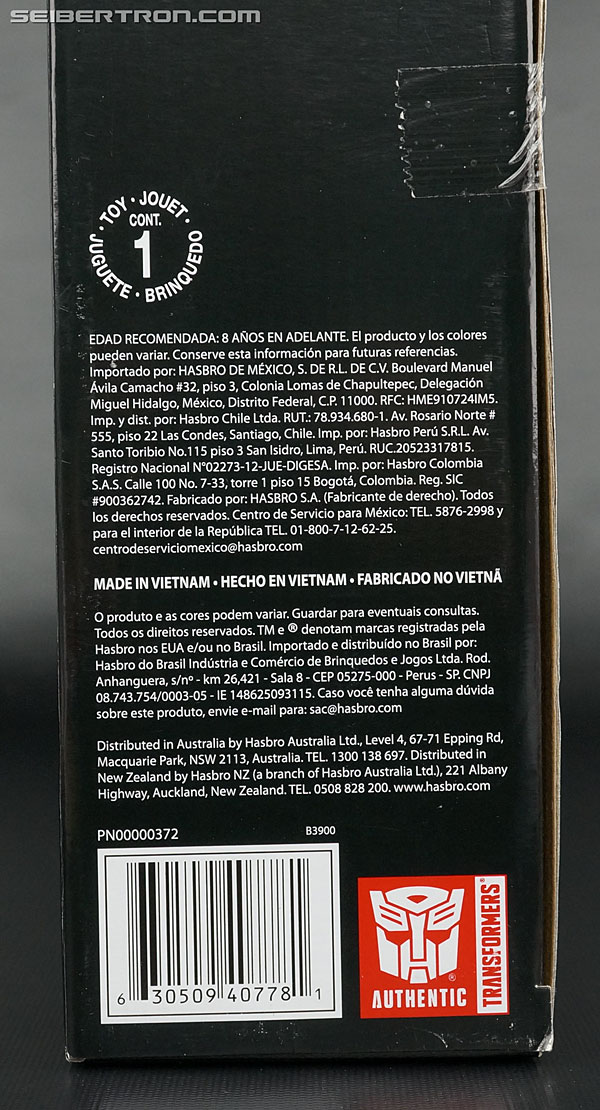 SEIBERTRON.COM
TOY • JOUET •
CONT.
1
JUGUETE • BRINQUEDO
EDAD RECOMENDADA: 8 AÑOS EN ADELANTE. El producto y los colores
pueden variar. Conserve esta información para futuras referencias.
Importado por: HASBRO DE MÉXICO, S. DE R.L. DE C.V. Boulevard Manuel
Ávila Camacho #32, piso 3, Colonia Lomas de Chapultepec, Delegación
Miguel Hidalgo, México, Distrito Federal, C.P. 11000. RFC: HME910724IM5.
Imp. y dist. por: Hasbro Chile Ltda. RUT.: 78.934.680-1. Av. Rosario Norte #
555, piso 22 Las Condes, Santiago, Chile. Imp. por: Hasbro Perú S.R.L. Av.
Santo Toribio No.115 piso 3 San Isidro, Lima, Perú. RUC.20523317815.
Registro Nacional N°02273-12-JUE-DIGESA. Imp. por: Hasbro Colombia
S.A.S. Calle 100 No. 7-33, torre 1 piso 15 Bogotá, Colombia. Reg. SIC
#900362742. Fabricado por: HASBRO S.A. (Fabricante de derecho). Todos
los derechos reservados. Centro de Servicio para México: TEL. 5876-2998 y
para el interior de la República TEL. 01-800-7-12-62-25.
centrodeserviciomexico@hasbro.com
MADE IN VIETNAM • HECHO EN VIETNAM • FABRICADO NO VIETNÃ
O produto e as cores podem variar. Guardar para eventuais consultas.
Todos os direitos reservados. TM e ® denotam marcas registradas pela
Hasbro nos EUA e/ou no Brasil. Importado e distribuído no Brasil por:
Hasbro do Brasil Indústria e Comércio de Brinquedos e Jogos Ltda. Rod.
Anhanguera, s/nº - km 26,421 - Sala 8 - CEP 05275-000 - Perus - SP. CNPJ
08.743.754/0003-05 - IE 148625093115. Caso você tenha alguma dúvida
sobre este produto, envie e-mail para: sac@hasbro.com
Distributed in Australia by Hasbro Australia Ltd., Level 4, 67-71 Epping Rd,
Macquarie Park, NSW 2113, Australia. TEL. 1300 138 697. Distributed in
New Zealand by Hasbro NZ (a branch of Hasbro Australia Ltd.), 221 Albany
Highway, Auckland, New Zealand. TEL. 0508 828 200. www.hasbro.com
PN00000372 B3900
6 30509 40778 1
AUTHENTIC
TRANSFORMERS®
®